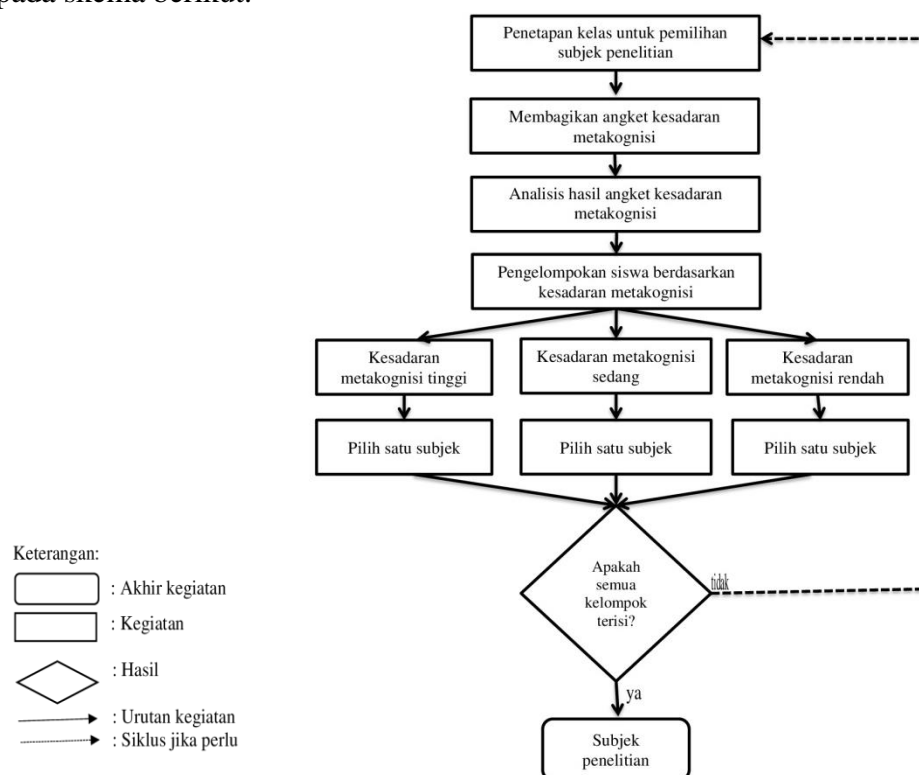 pada skema berikut:
Penetapan kelas untuk pemilihan
subjek penelitian
Membagikan angket kesadaran
metakognisi
Analisis hasil angket kesadaran
metakognisi
Pengelompokan siswa berdasarkan
kesadaran metakognisi
Kesadaran
metakognisi tinggi
Kesadaran metakognisi
sedang
Kesadaran
metakognisi rendah
Pilih satu subjek
Pilih satu subjek
Pilih satu subjek
Apakah
semua
kelompok
terisi?
tidak
ya
Subjek
penelitian
Keterangan:
: Akhir kegiatan
: Kegiatan
: Hasil
: Urutan kegiatan
: Siklus jika perlu